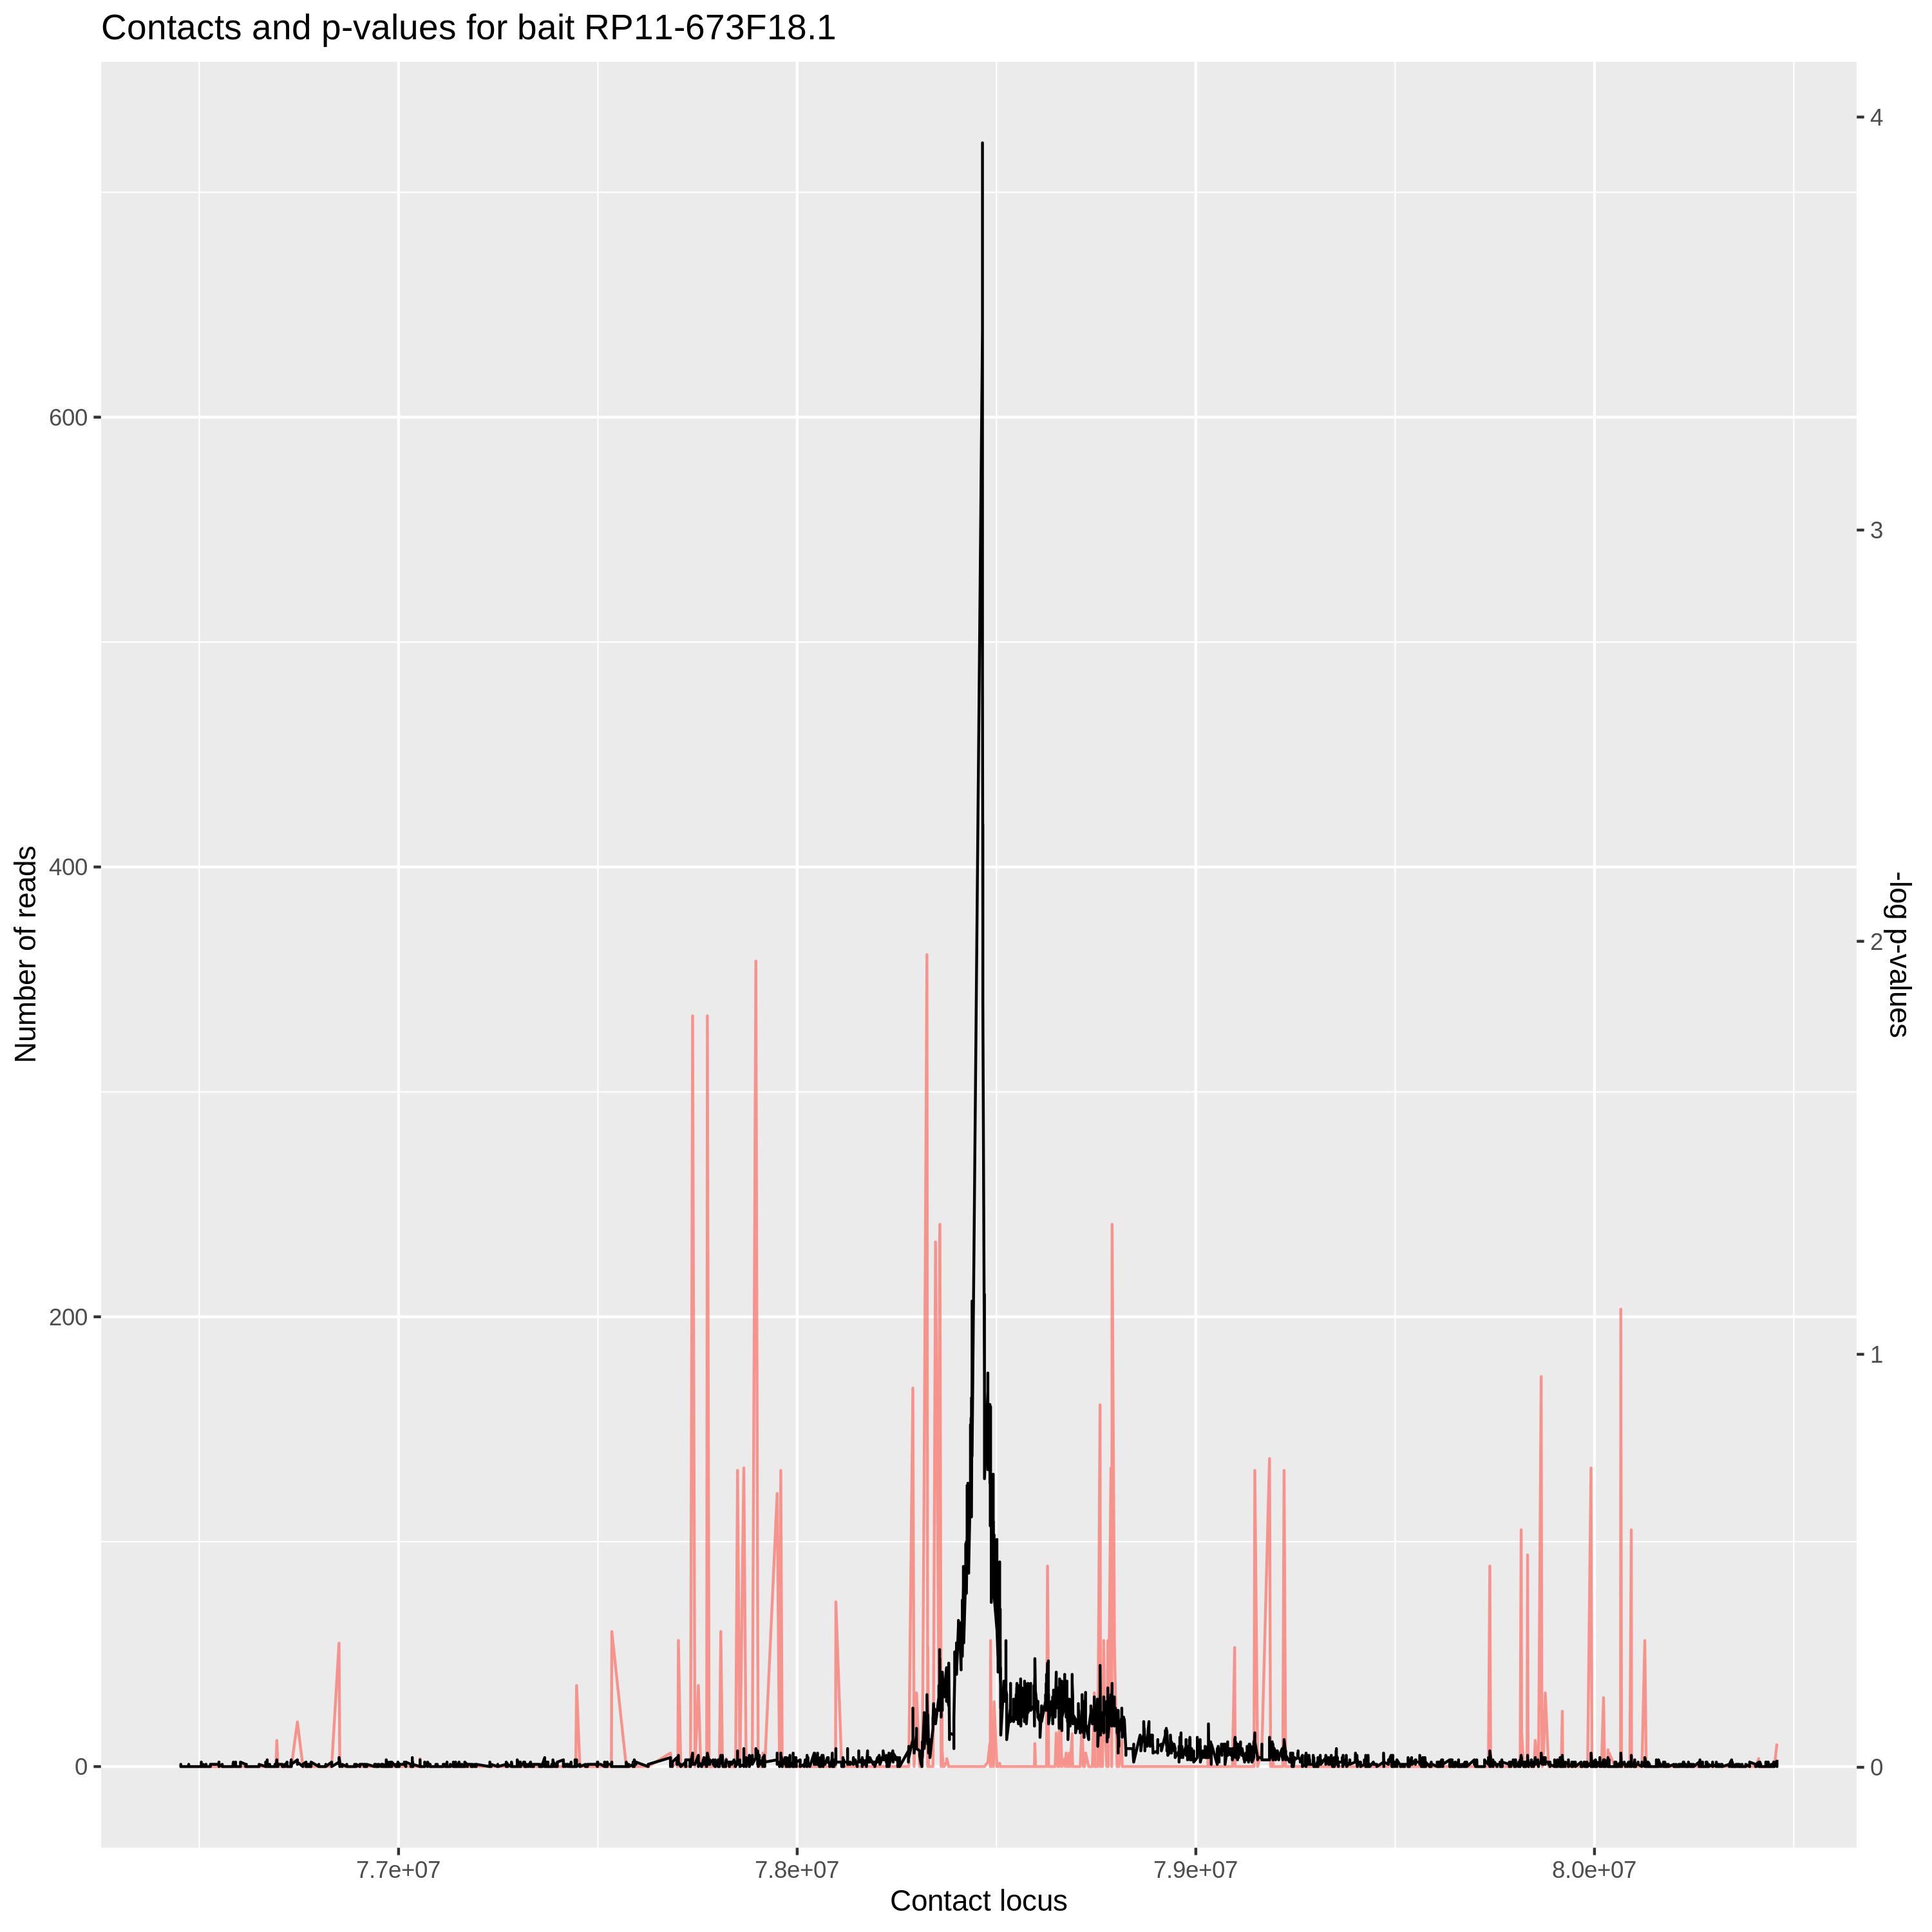 Contacts and p-values for bait RP11-673F18.1
Number of reads
600
400
200
0
4
3
2
1
0
-log p-values
7.7e+07
7.8e+07
7.9e+07
8.0e+07
Contact locus